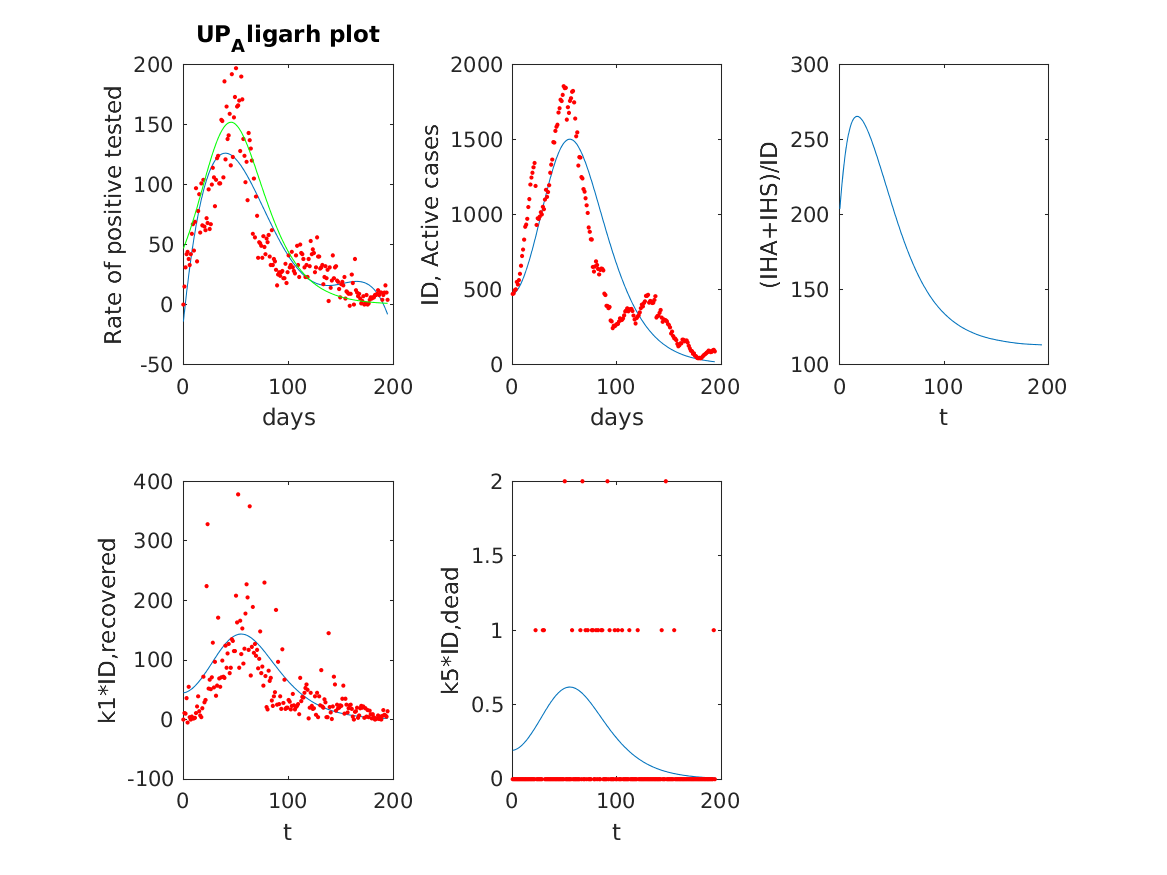 UP_Aligarh plot
200
150
100
50
0
-50
0 100 200
days
Rate of positive tested
2000
1500
1000
500
0
0 100 200
days
ID, Active cases
300
250
200
150
100
0 100 200
t
(IHA+IHS)/ID
400
300
200
100
0
-100
0 100 200
t
k1*ID,recovered
2
1.5
1
0.5
0
0 100 200
t
k5*ID,dead